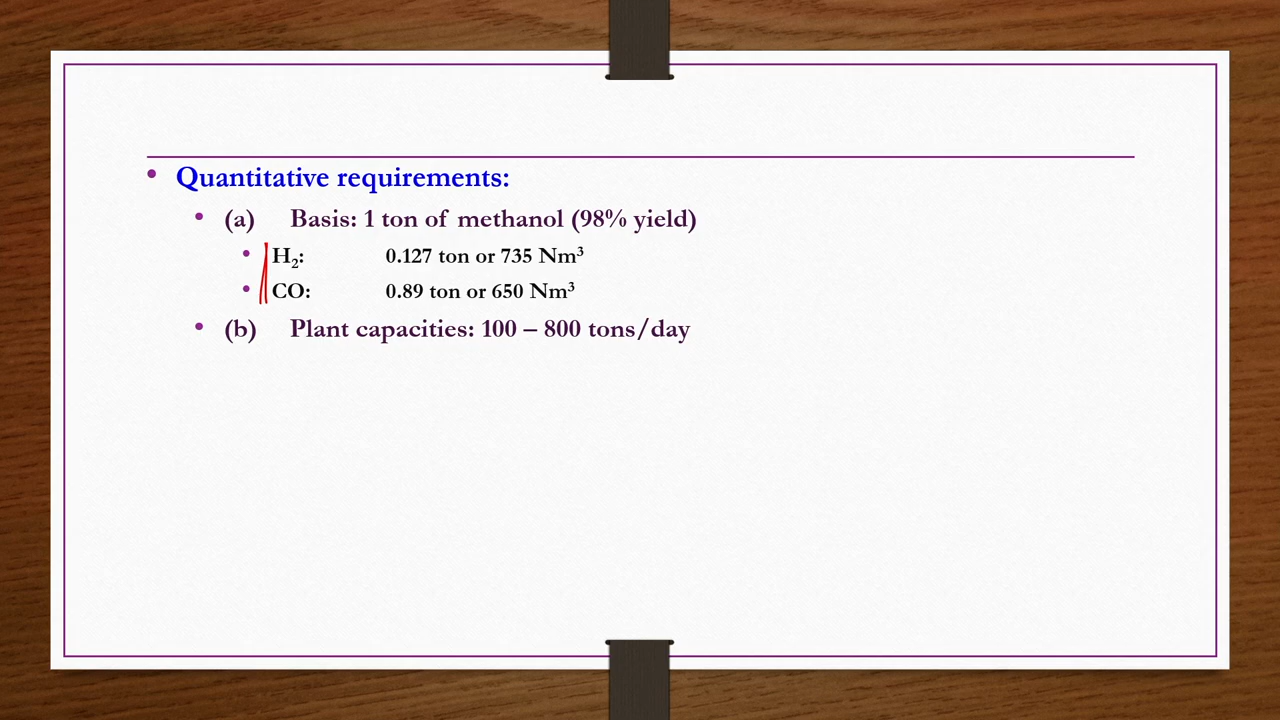 • Quantitative requirements:
• (a) Basis: 1 ton of methanol (98% yield)
• H₂: 0.127 ton or 735 Nm³
• CO: 0.89 ton or 650 Nm³
• (b) Plant capacities: 100 – 800 tons/day